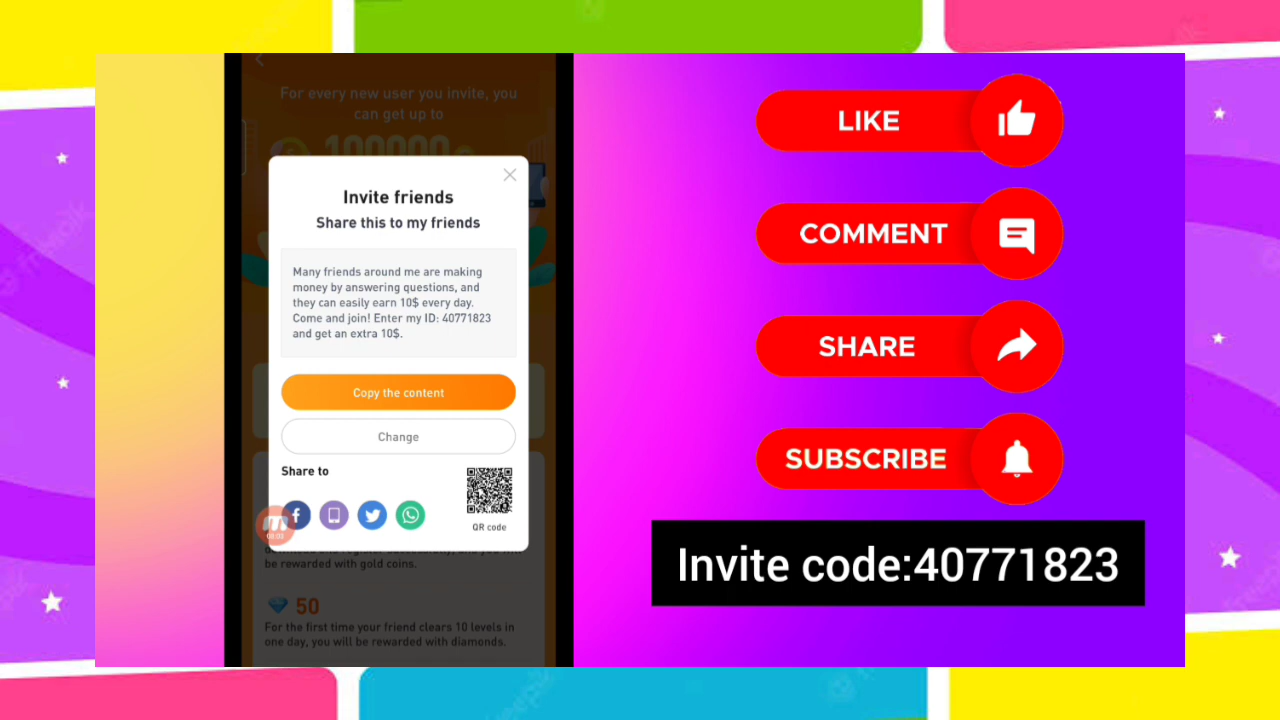 For every new user you invite, you
can get up to
100000
Invite friends
Share this to my friends
Many friends around me are making
money by answering questions, and
they can easily earn 10$ every day.
Come and join! Enter my ID: 40771823
and get an extra 10$.
Copy the content
Change
Share to
QR code
00:03
be rewarded with gold coins.
50
For the first time your friend clears 10 levels in
one day, you will be rewarded with diamonds.
LIKE
COMMENT
SHARE
SUBSCRIBE
Invite code:40771823